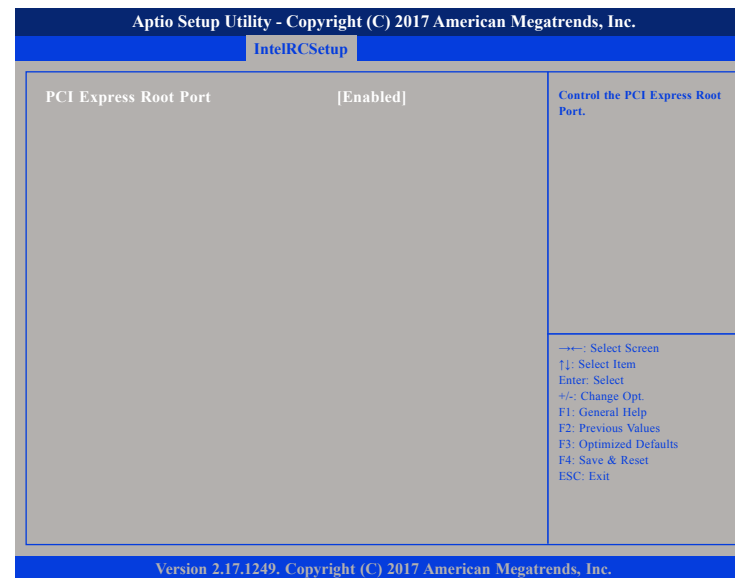 Aptio Setup Utility - Copyright (C) 2017 American Megatrends, Inc.
IntelRCSetup
PCI Express Root Port [Enabled]
Control the PCI Express Root
Port.
→←: Select Screen
↑↓: Select Item
Enter: Select
+/-: Change Opt.
F1: General Help
F2: Previous Values
F3: Optimized Defaults
F4: Save & Reset
ESC: Exit
Version 2.17.1249. Copyright (C) 2017 American Megatrends, Inc.